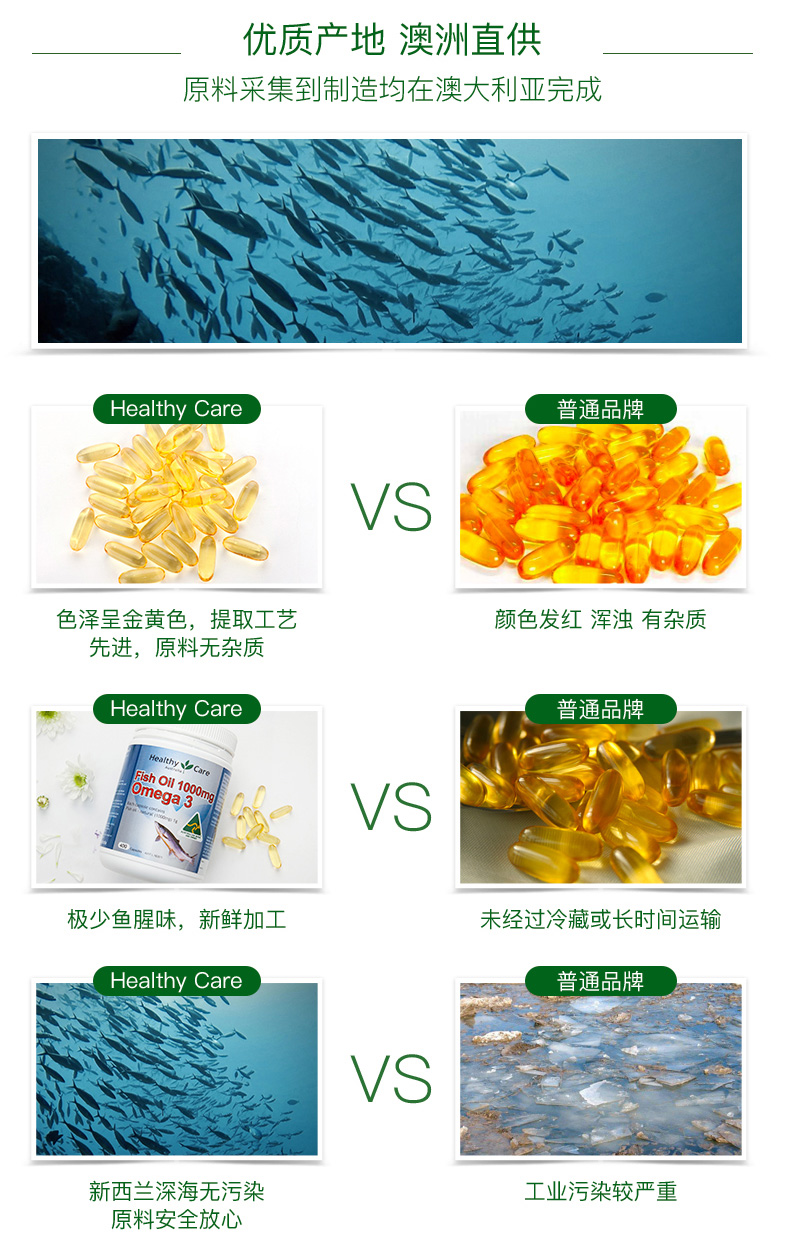 优质产地 澳洲直供
原料采集到制造均在澳大利亚完成
Healthy Care
普通品牌
VS
色泽呈金黄色，提取工艺
先进，原料无杂质
颜色发红 浑浊 有杂质
Healthy Care
普通品牌
Healthy Care
Fish Oil 1000mg
Omega 3
400
VS
极少鱼腥味，新鲜加工
未经过冷藏或长时间运输
Healthy Care
普通品牌
VS
新西兰深海无污染
原料安全放心
工业污染较严重